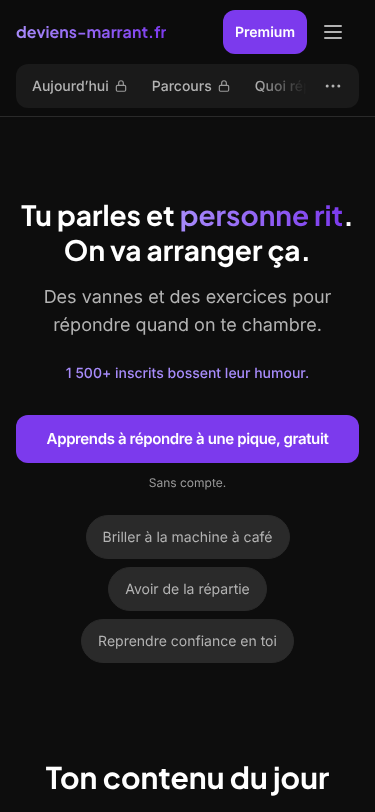 deviens-marrant.fr
Premium
Aujourd'hui
Parcours
Quoi
Tu parles et personne rit.
On va arranger ça.
Des vannes et des exercices pour
répondre quand on te chambre.
1 500+ inscrits bossent leur humour.
Apprends à répondre à une pique, gratuit
Sans compte.
Briller à la machine à café
Avoir de la répartie
Reprendre confiance en toi
Ton contenu du jour